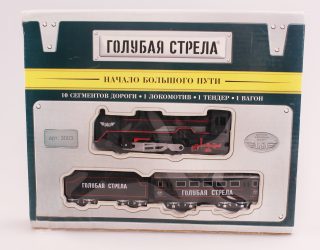 ГОЛУБАЯ СТРЕЛА
НАЧАЛО БОЛЬШОГО ПУТИ
10 СЕГМЕНТОВ ДОРОГИ • 1 ЛОКОМОТИВ • 1 ТЕНДЕР • 1 ВАГОН
ГОЛУБАЯ СТРЕЛА
ГОЛУБАЯ СТРЕЛА